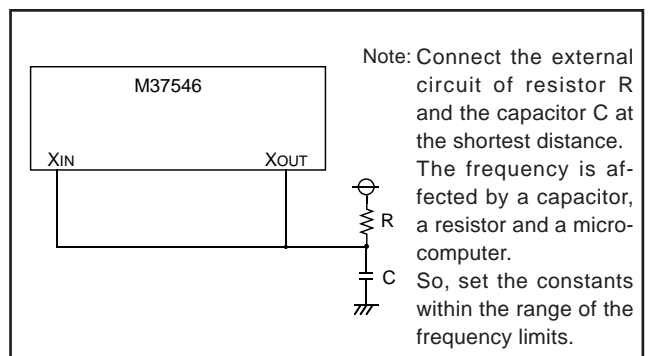 M37546
XIN
XOUT
R
C
Note: Connect the external
circuit of resistor R
and the capacitor C at
the shortest distance.
The frequency is af-
fected by a capacitor,
a resistor and a micro-
computer.
So, set the constants
within the range of the
frequency limits.